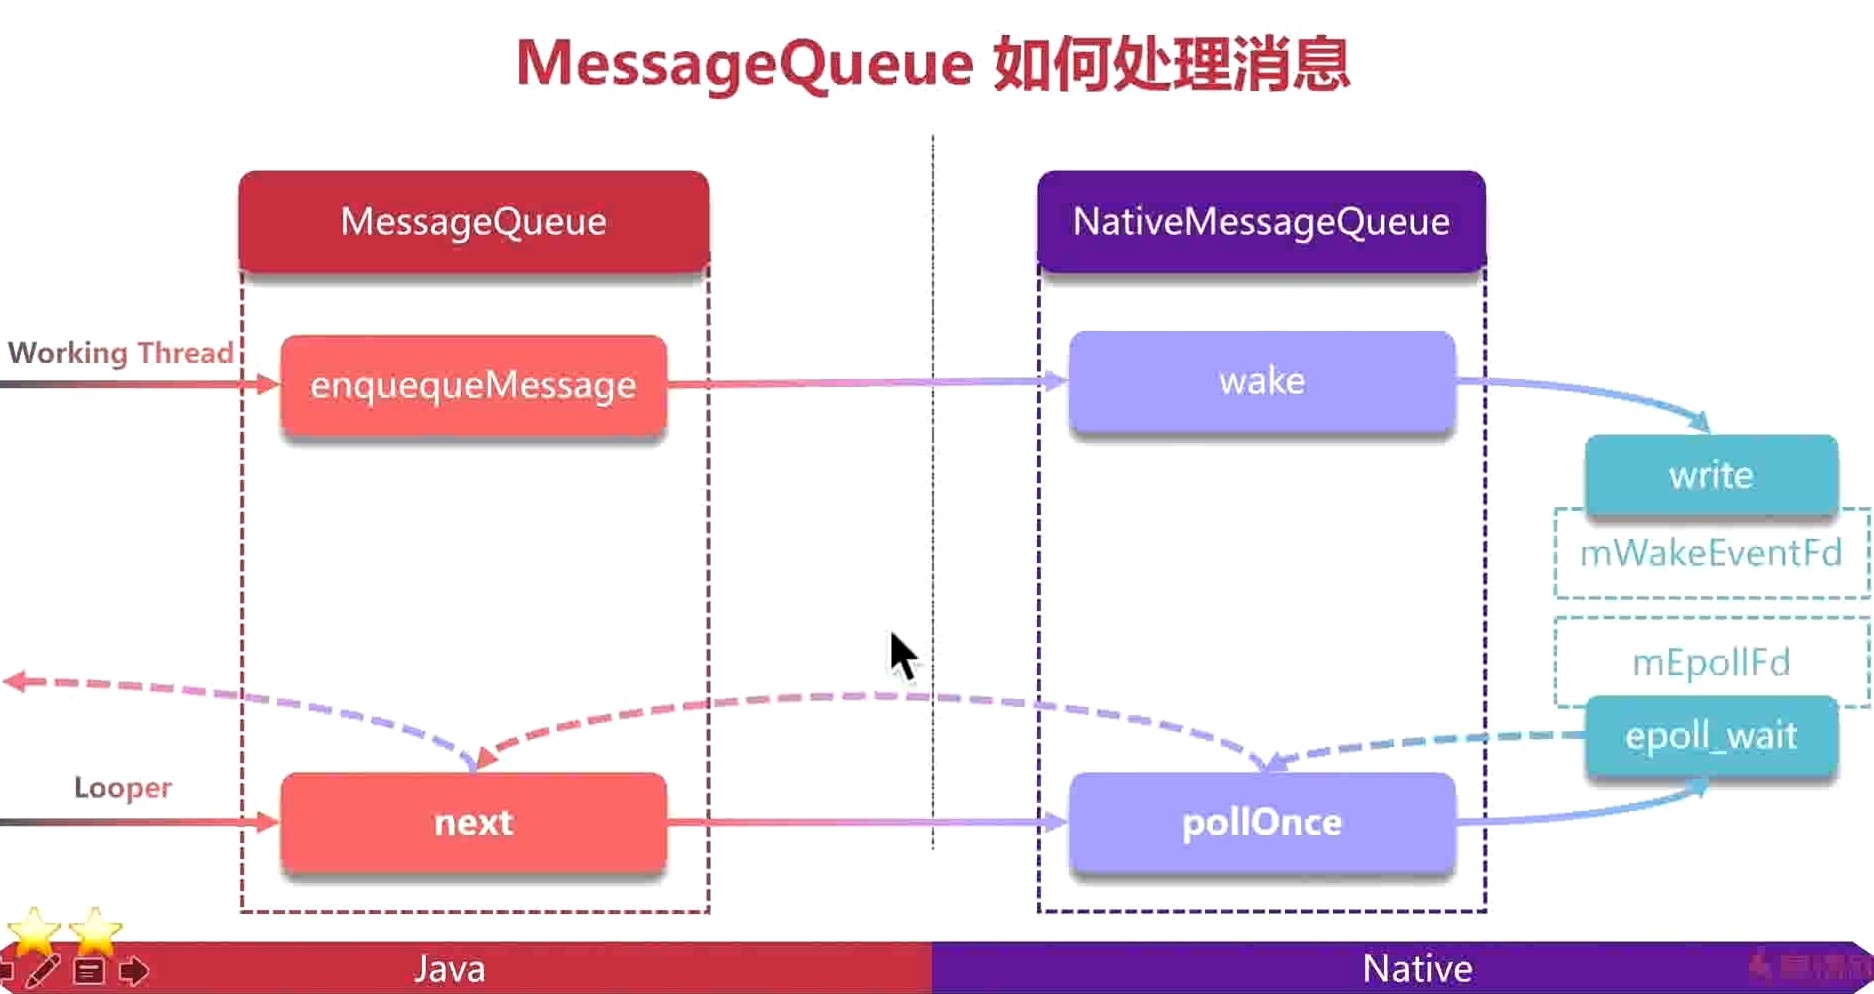 MessageQueue 如何处理消息
MessageQueue
NativeMessageQueue
Working Thread
enquequeMessage
wake
write
mWakeEventFd
mEpollFd
epoll_wait
Looper
next
pollOnce
Java
Native